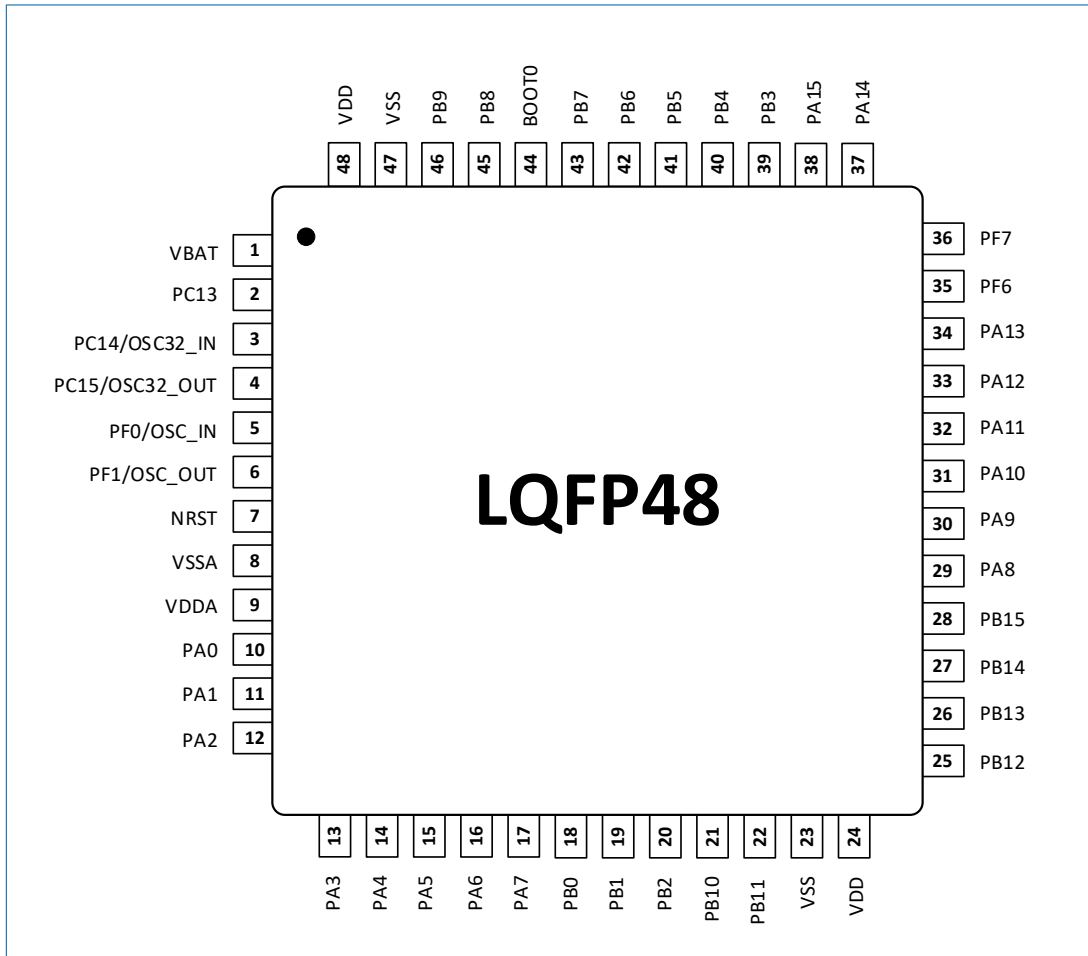 VDD VSS PB9 PB8 BOOT0 PB7 PB6 PB5 PB4 PB3 PA15 PA14
48 47 46 45 44 43 42 41 40 39 38 37
VBAT 1
PC13 2
PC14/OSC32_IN 3
PC15/OSC32_OUT 4
PF0/OSC_IN 5
PF1/OSC_OUT 6
NRST 7
VSSA 8
VDDA 9
PA0 10
PA1 11
PA2 12
LQFP48
36 PF7
35 PF6
34 PA13
33 PA12
32 PA11
31 PA10
30 PA9
29 PA8
28 PB15
27 PB14
26 PB13
25 PB12
13 14 15 16 17 18 19 20 21 22 23 24
PA3 PA4 PA5 PA6 PA7 PB0 PB1 PB2 PB10 PB11 VSS VDD